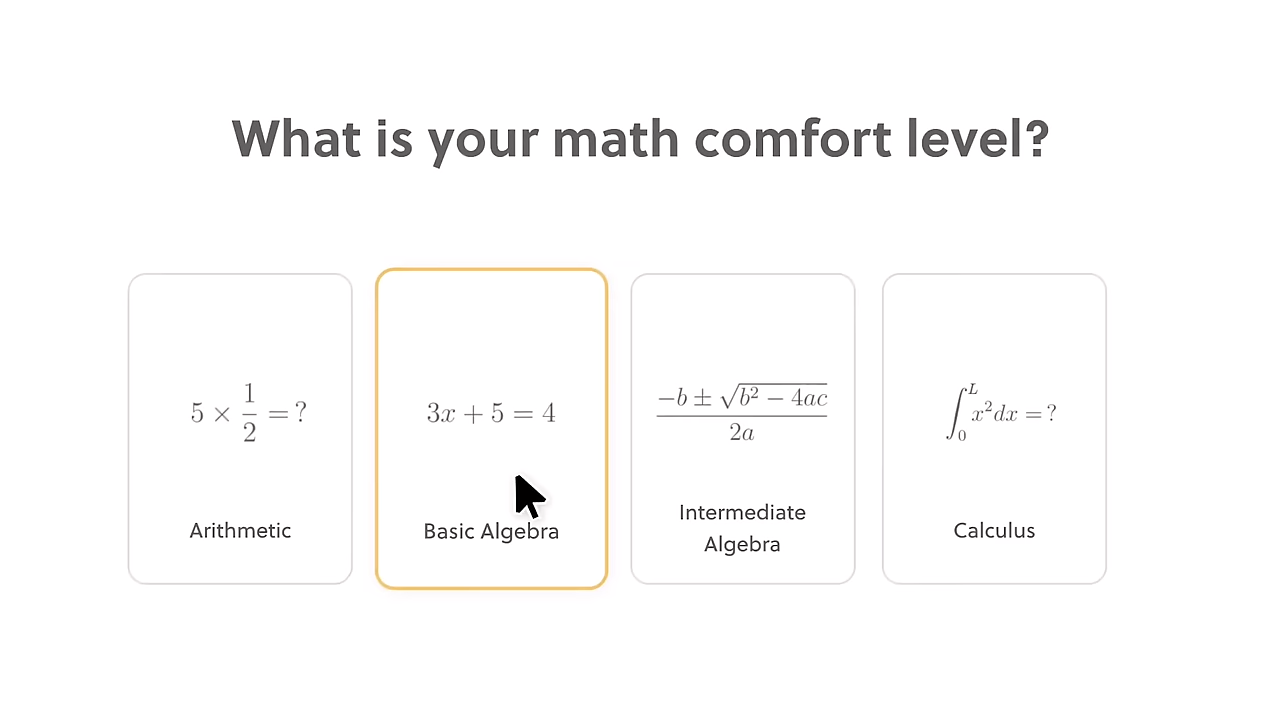 What is your math comfort level?
5 × 1/2 = ?
Arithmetic
3x + 5 = 4
Basic Algebra
−b ± √(b² − 4ac) / 2a
Intermediate
Algebra
∫₀ᴸ x²dx = ?
Calculus